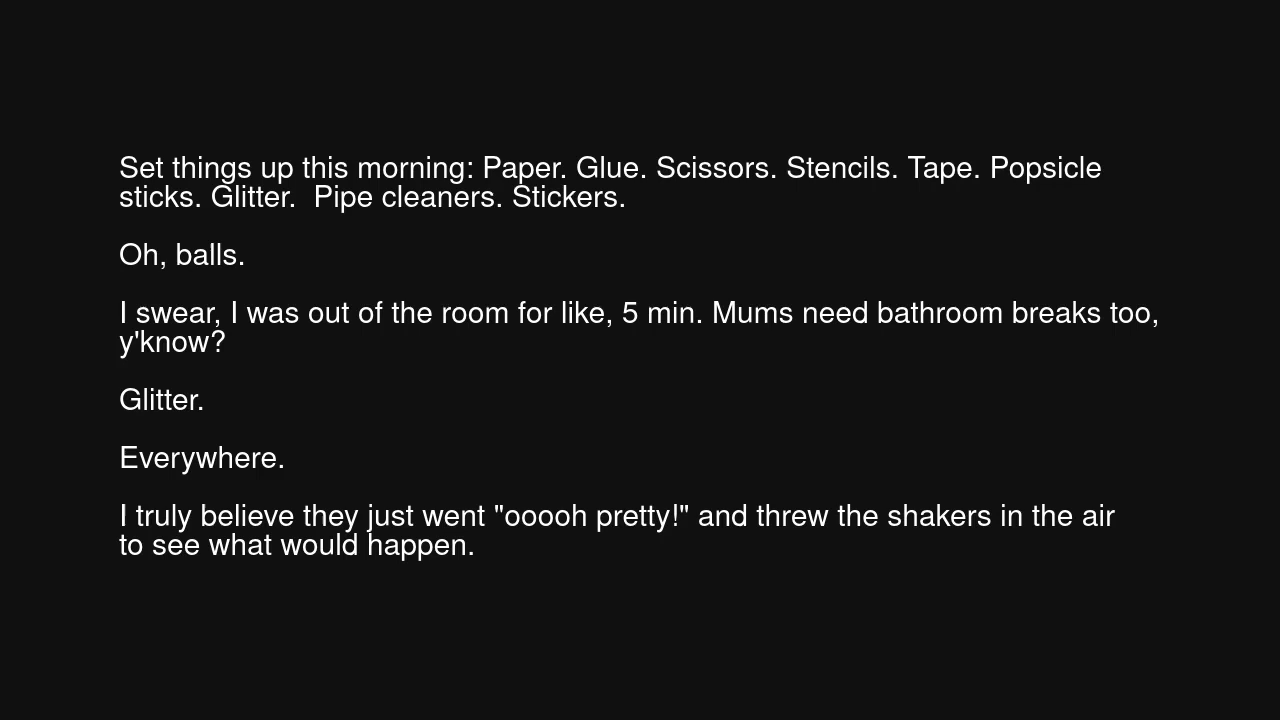 Set things up this morning: Paper. Glue. Scissors. Stencils. Tape. Popsicle
sticks. Glitter.  Pipe cleaners. Stickers.
Oh, balls.
I swear, I was out of the room for like, 5 min. Mums need bathroom breaks too,
y'know?
Glitter.
Everywhere.
I truly believe they just went "ooooh pretty!" and threw the shakers in the air
to see what would happen.